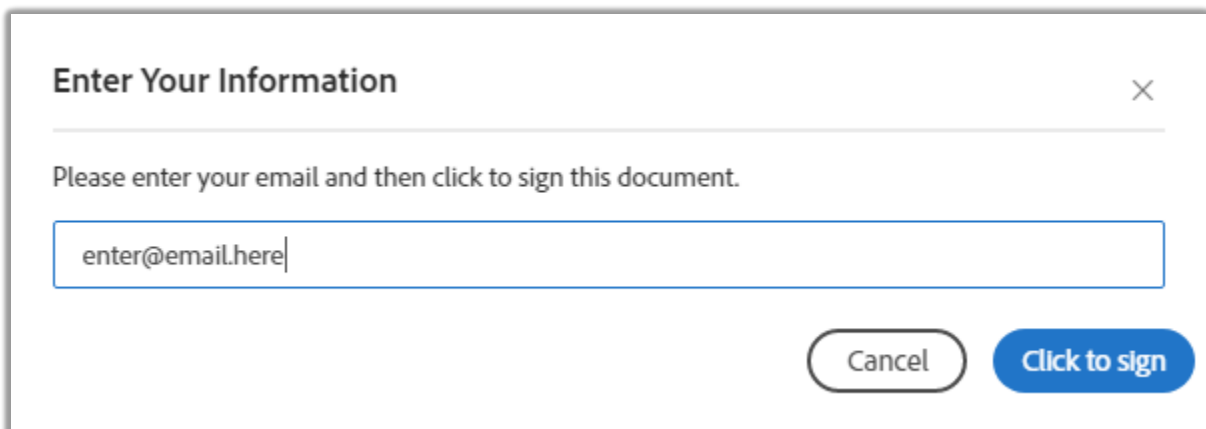 Enter Your Information
Please enter your email and then click to sign this document.
enter@email.here
Cancel
Click to sign